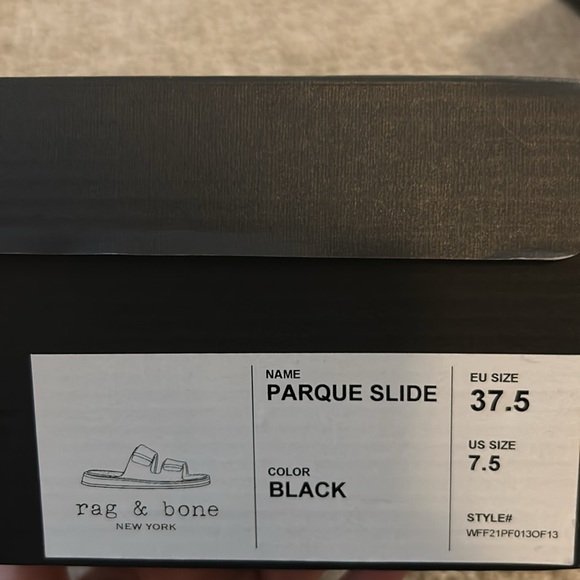 rag & bone
NEW YORK
NAME
PARQUE SLIDE
COLOR
BLACK
EU SIZE
37.5
US SIZE
7.5
STYLE#
WFF21PF013OF13